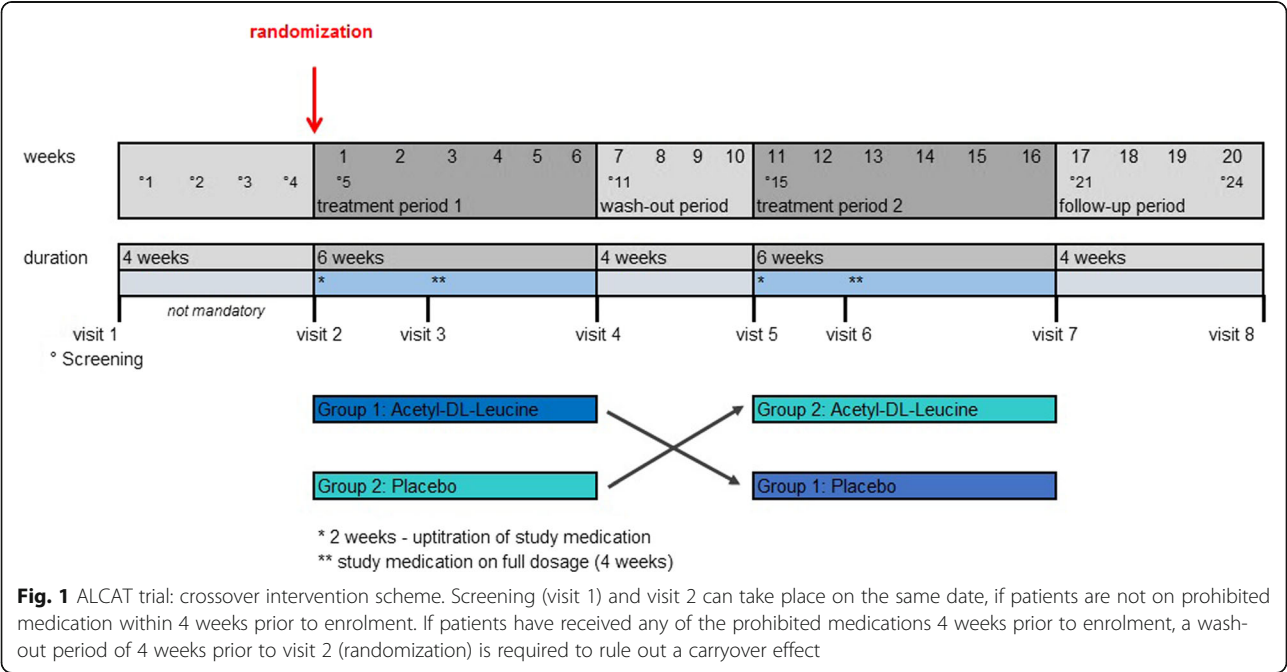 randomization
weeks
1 2 3 4 5 6 7 8 9 10 11 12 13 14 15 16 17 18 19 20
°1 °2 °3 °4 °5 °11 °15 °21 °24
treatment period 1 wash-out period treatment period 2 follow-up period
duration 4 weeks 6 weeks 4 weeks 6 weeks 4 weeks
* ** * **
not mandatory
visit 1 visit 2 visit 3 visit 4 vist 5 visit 6 visit 7 visit 8
° Screening
Group 1: Acetyl-DL-Leucine Group 2: Acetyl-DL-Leucine
Group 2: Placebo Group 1: Placebo
* 2 weeks - uptitration of study medication
** study medication on full dosage (4 weeks)
Fig. 1 ALCAT trial: crossover intervention scheme. Screening (visit 1) and visit 2 can take place on the same date, if patients are not on prohibited
medication within 4 weeks prior to enrolment. If patients have received any of the prohibited medications 4 weeks prior to enrolment, a wash-
out period of 4 weeks prior to visit 2 (randomization) is required to rule out a carryover effect